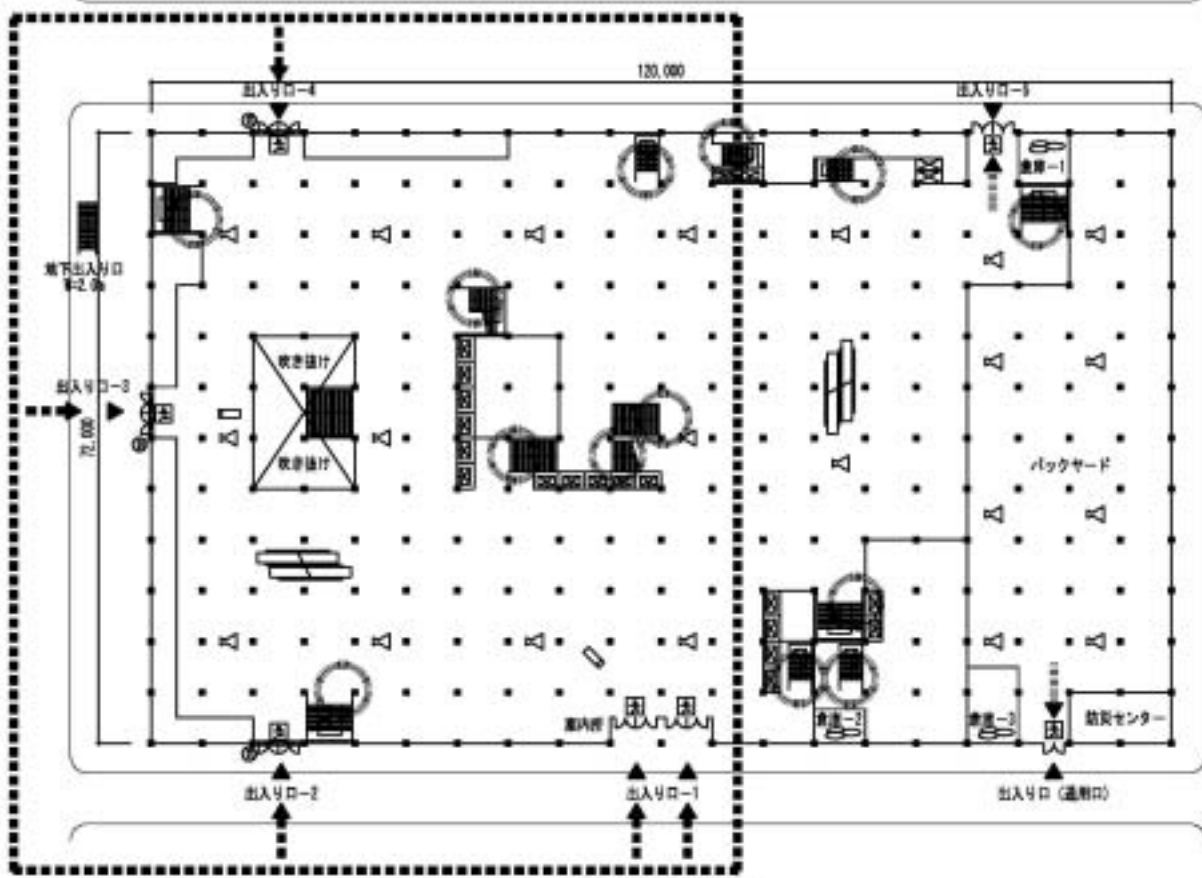 120,000
出入り口-4
出入り口-5
倉庫-1
地下出入り口
W=2.0m
吹き抜け
出入り口-3
72,000
吹き抜け
バックヤード
案内所
倉庫-2
倉庫-3
防災センター
出入り口-2
出入り口-1
出入り口（通用口）